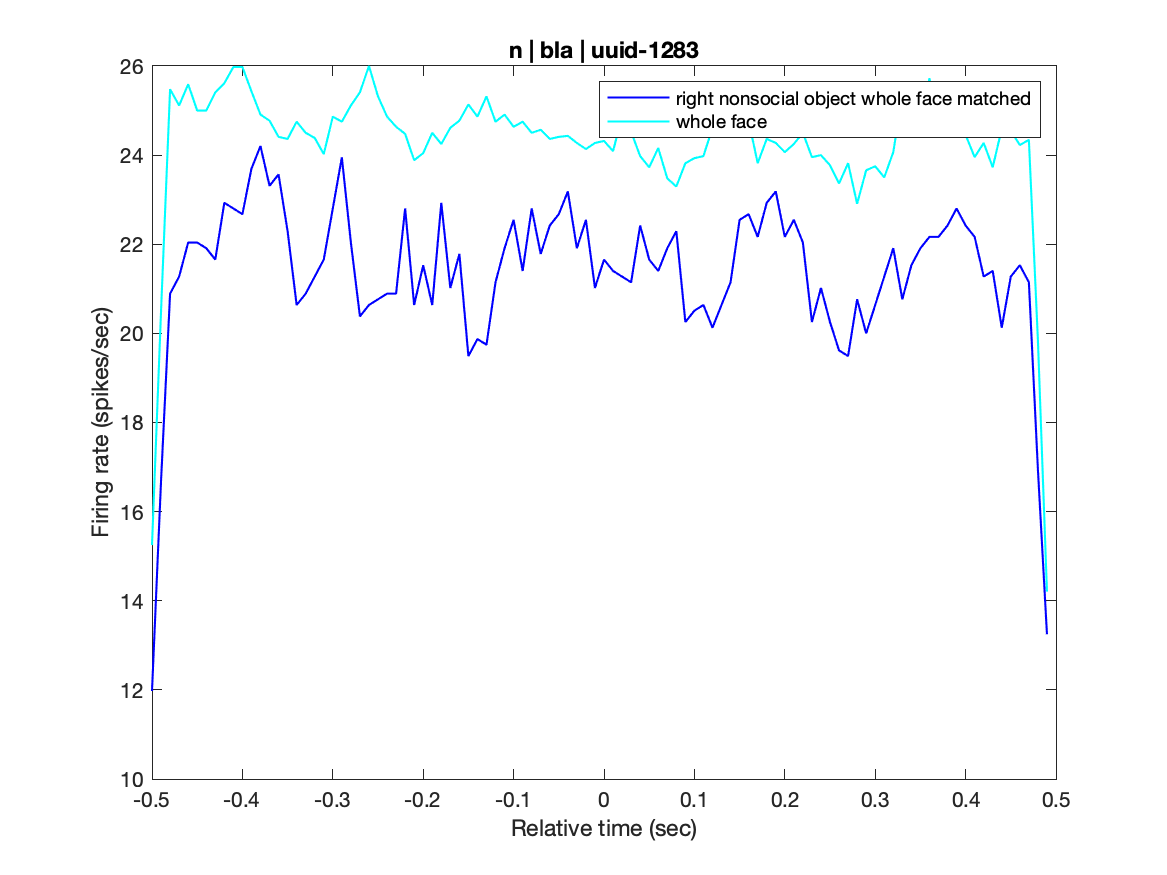 n | bla | uuid-1283
right nonsocial object whole face matched
whole face
Firing rate (spikes/sec)
26
24
22
20
18
16
14
12
10
-0.5 -0.4 -0.3 -0.2 -0.1 0 0.1 0.2 0.3 0.4 0.5
Relative time (sec)